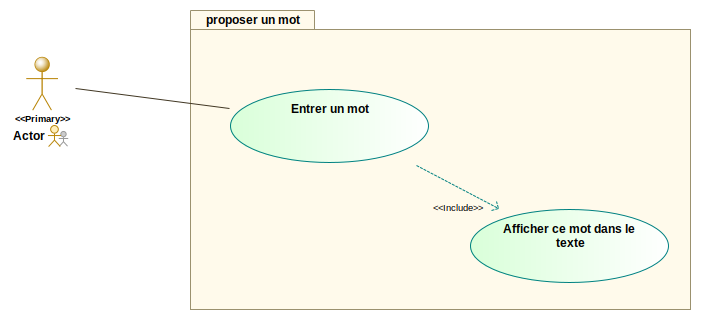 proposer un mot
<<Primary>>
Actor
Entrer un mot
<<Include>>
Afficher ce mot dans le
texte